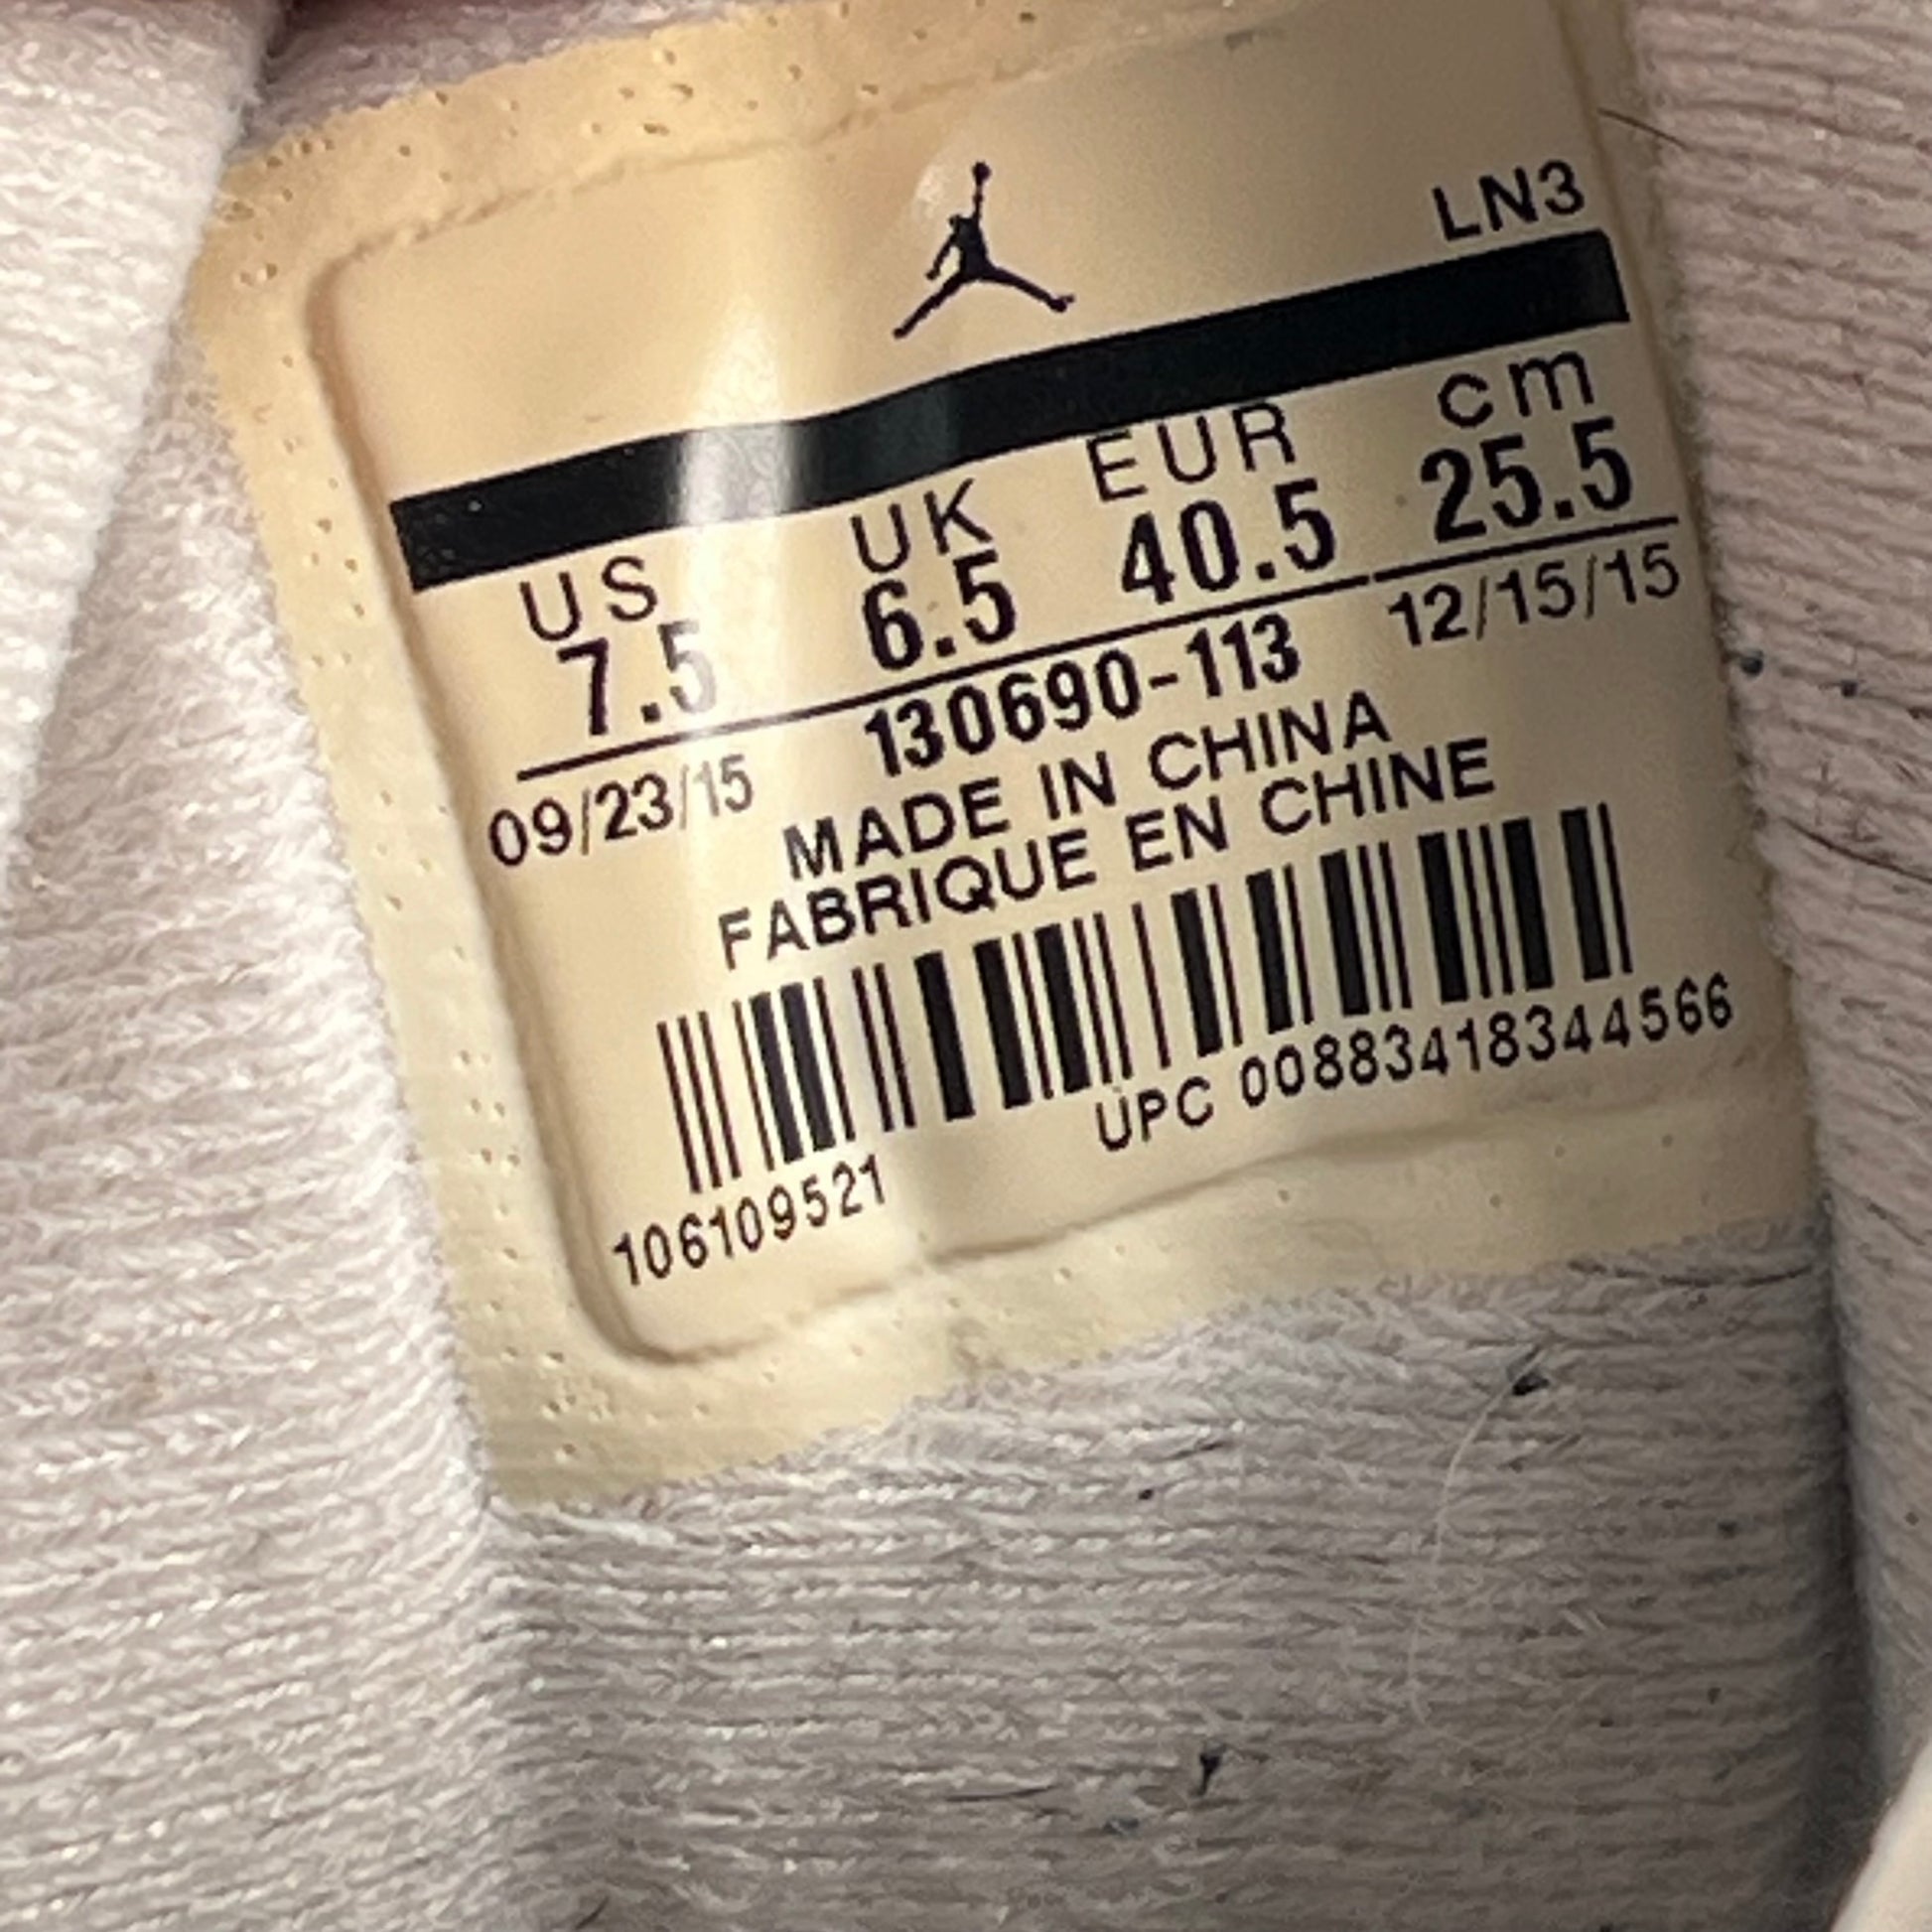 LN3
US UK EUR cm
7.5 6.5 40.5 25.5
09/23/15 130690-113 12/15/15
MADE IN CHINA
FABRIQUE EN CHINE
UPC 00883418344566
106109521